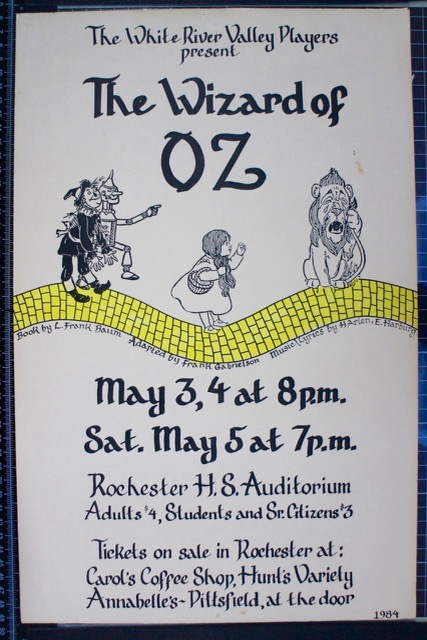 The White River Valley Players
present
The Wizard of
OZ
Book by L. Frank Baum Adapted by Frank Gabrielson Music/Lyrics by H. Arlen, E. Harburg
May 3, 4 at 8p.m.
Sat. May 5 at 7p.m.
Rochester H.S. Auditorium
Adults $4, Students and Sr. Citizens $3
Tickets on sale in Rochester at:
Carol's Coffee Shop, Hunt's Variety
Annabelle's-Pittsfield, at the door
1984